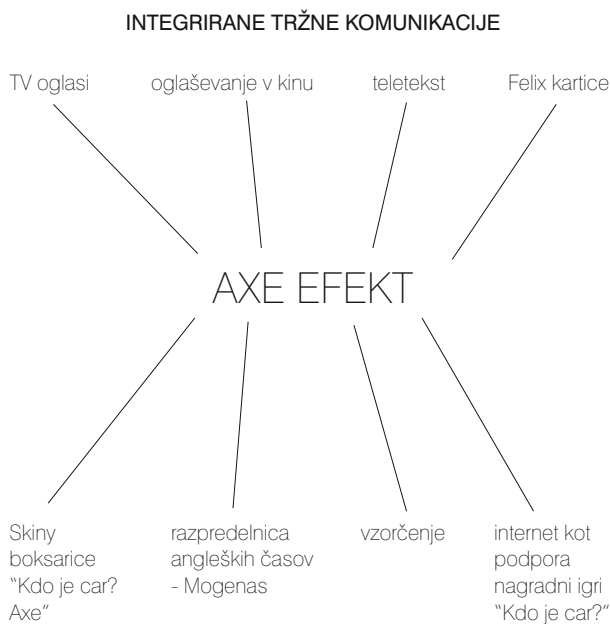 INTEGRIRANE TRŽNE KOMUNIKACIJE
TV oglasi
oglaševanje v kinu
teletekst
Felix kartice
AXE EFEKT
Skiny
boksarice
“Kdo je car?
Axe”
razpredelnica
angleških časov
- Mogenas
vzorčenje
internet kot
podpora
nagradni igri
“Kdo je car?”